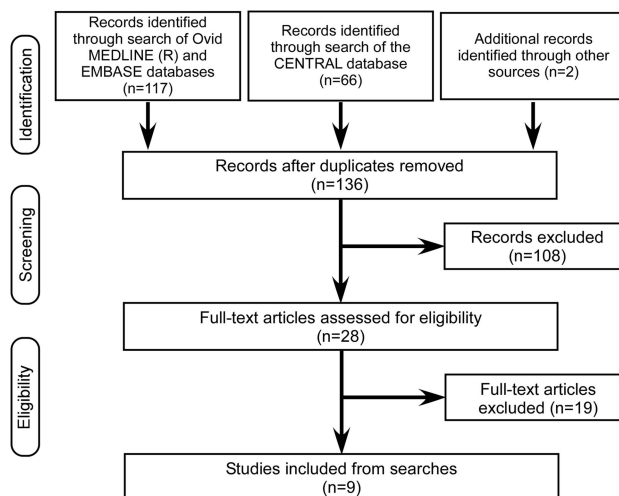 Identification
Records identified
through search of Ovid
MEDLINE (R) and
EMBASE databases
(n=117)
Records identified
through search of the
CENTRAL database
(n=66)
Additional records
identified through other
sources (n=2)
Records after duplicates removed
(n=136)
Screening
Records excluded
(n=108)
Full-text articles assessed for eligibility
(n=28)
Eligibility
Full-text articles
excluded (n=19)
Studies included from searches
(n=9)